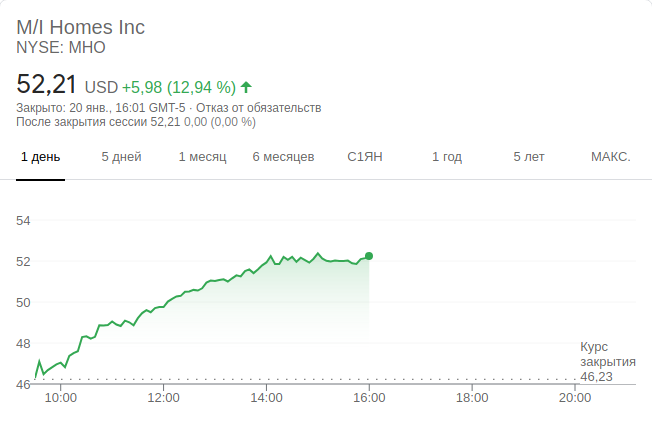 M/I Homes Inc
NYSE: MHO
52,21 USD +5,98 (12,94 %)
Закрыто: 20 янв., 16:01 GMT-5 · Отказ от обязательств
После закрытия сессии 52,21 0,00 (0,00 %)
1 день 5 дней 1 месяц 6 месяцев С1ЯН 1 год 5 лет МАКС.
54
52
50
48
Курс
закрытия
46,23
46
10:00 12:00 14:00 16:00 18:00 20:00